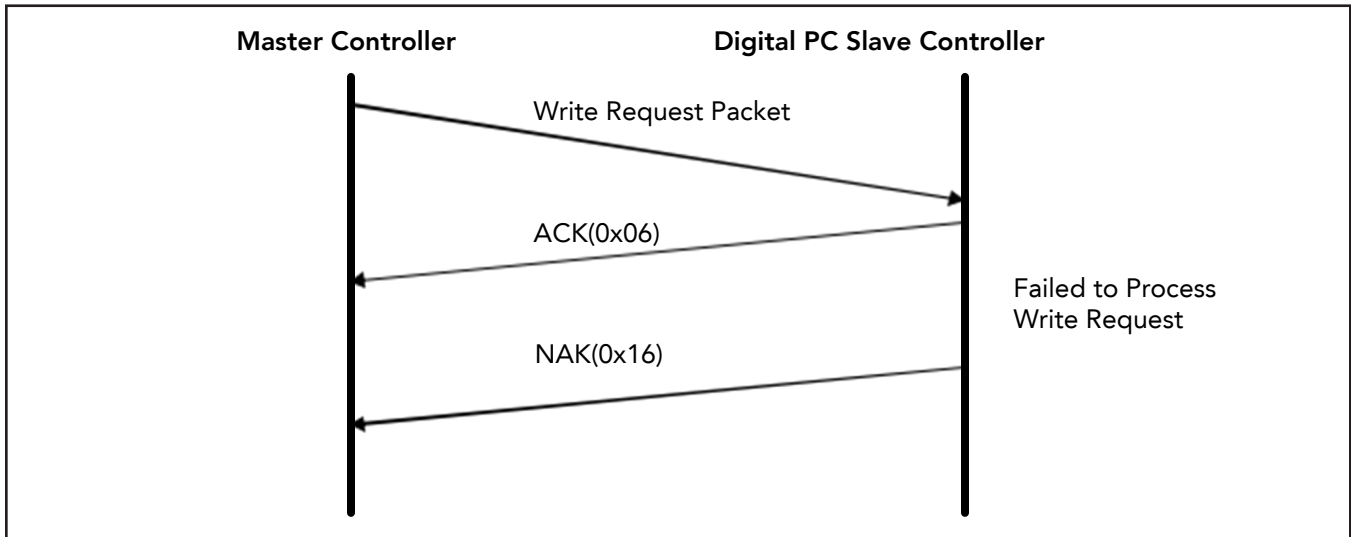 Master Controller
Digital PC Slave Controller
Write Request Packet
ACK(0x06)
Failed to Process
Write Request
NAK(0x16)